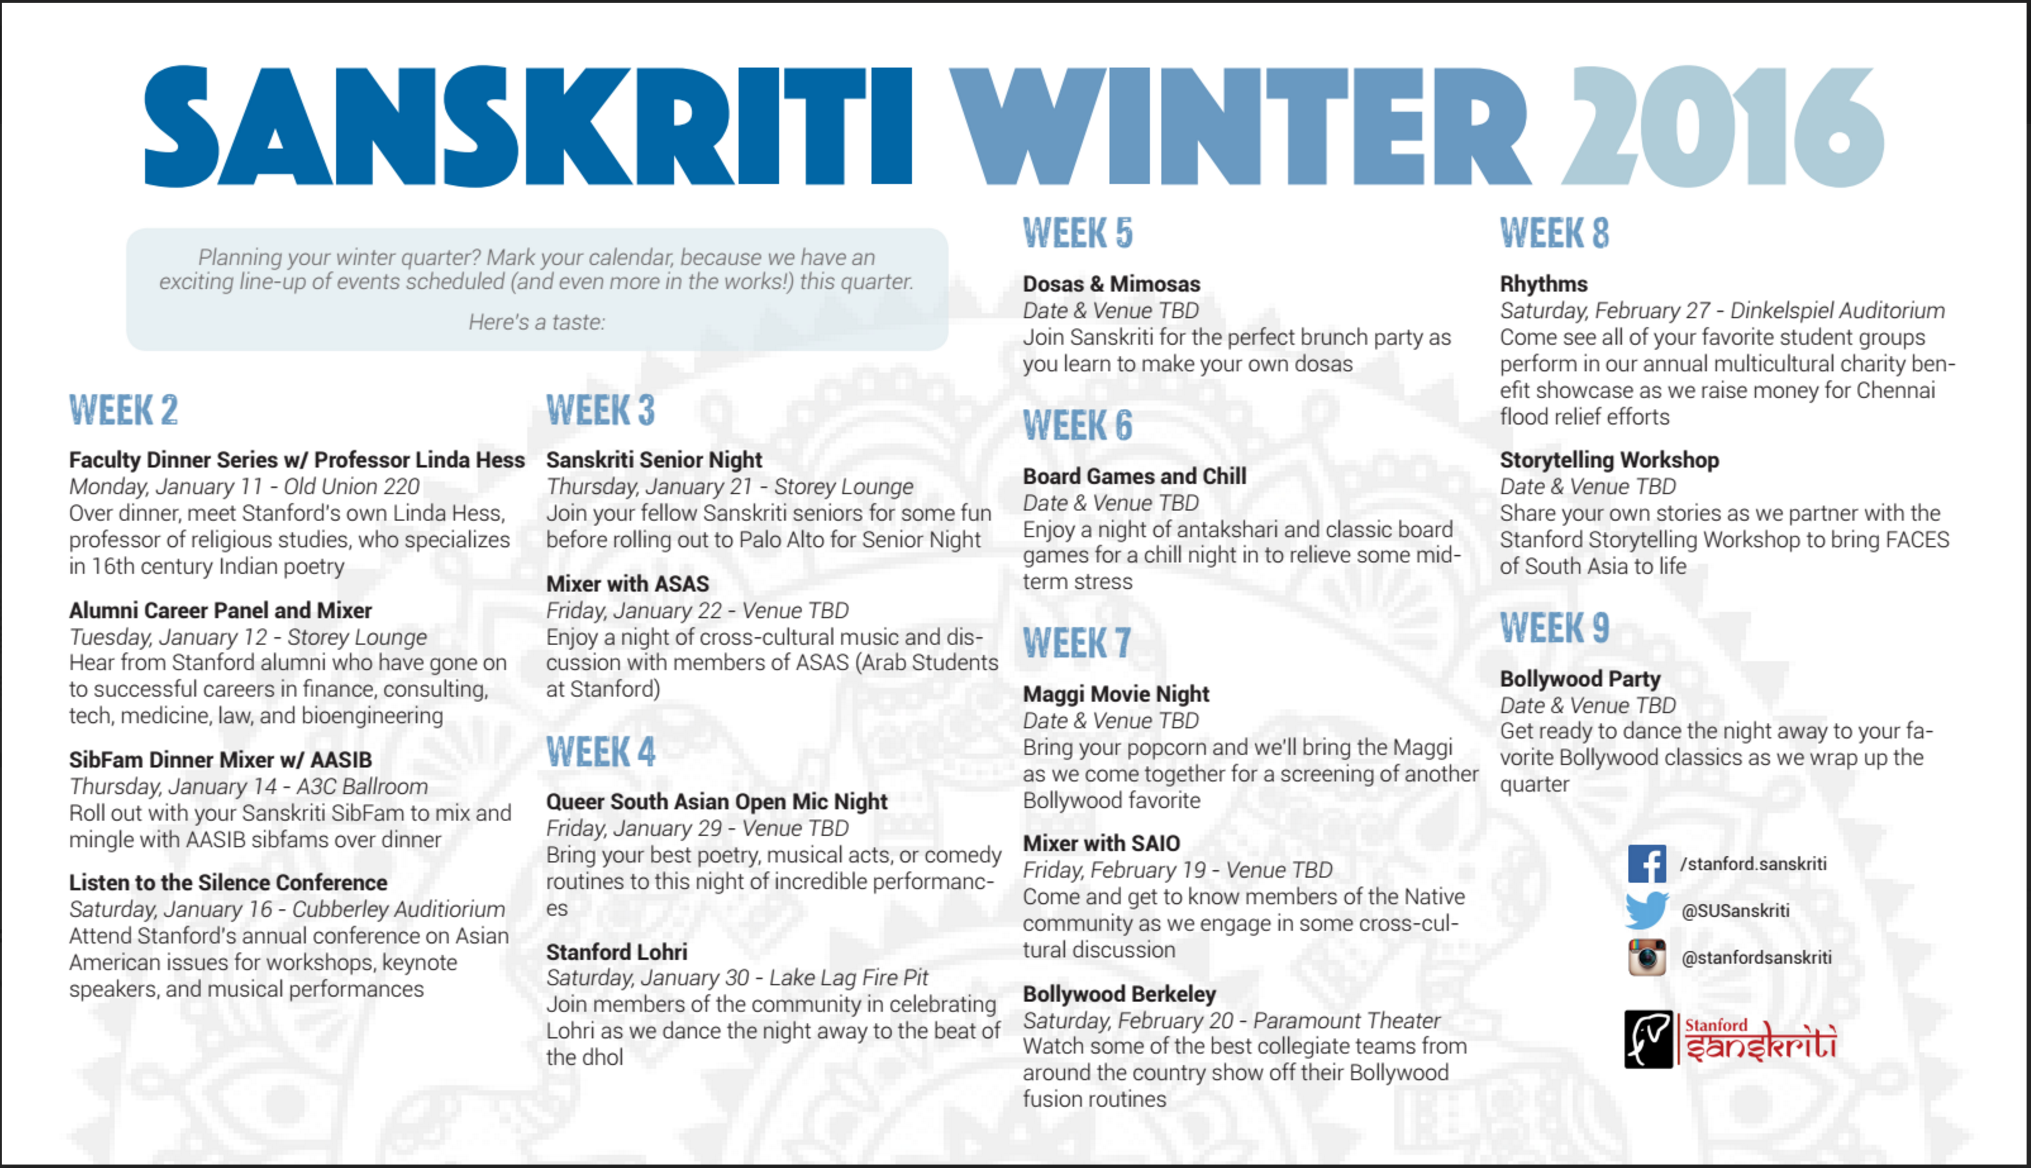 SANSKRITI WINTER 2016
Planning your winter quarter? Mark your calendar, because we have an
exciting line-up of events scheduled (and even more in the works!) this quarter.
Here's a taste:
WEEK 2
Faculty Dinner Series w/ Professor Linda Hess
Monday, January 11 - Old Union 220
Over dinner, meet Stanford's own Linda Hess,
professor of religious studies, who specializes
in 16th century Indian poetry
Alumni Career Panel and Mixer
Tuesday, January 12 - Storey Lounge
Hear from Stanford alumni who have gone on
to successful careers in finance, consulting,
tech, medicine, law, and bioengineering
SibFam Dinner Mixer w/ AASIB
Thursday, January 14 - A3C Ballroom
Roll out with your Sanskriti SibFam to mix and
mingle with AASIB sibfams over dinner
Listen to the Silence Conference
Saturday, January 16 - Cubberley Auditiorium
Attend Stanford's annual conference on Asian
American issues for workshops, keynote
speakers, and musical performances
WEEK 3
Sanskriti Senior Night
Thursday, January 21 - Storey Lounge
Join your fellow Sanskriti seniors for some fun
before rolling out to Palo Alto for Senior Night
Mixer with ASAS
Friday, January 22 - Venue TBD
Enjoy a night of cross-cultural music and dis-
cussion with members of ASAS (Arab Students
at Stanford)
WEEK 4
Queer South Asian Open Mic Night
Friday, January 29 - Venue TBD
Bring your best poetry, musical acts, or comedy
routines to this night of incredible performanc-
es
Stanford Lohri
Saturday, January 30 - Lake Lag Fire Pit
Join members of the community in celebrating
Lohri as we dance the night away to the beat of
the dhol
WEEK 5
Dosas & Mimosas
Date & Venue TBD
Join Sanskriti for the perfect brunch party as
you learn to make your own dosas
WEEK 6
Board Games and Chill
Date & Venue TBD
Enjoy a night of antakshari and classic board
games for a chill night in to relieve some mid-
term stress
WEEK 7
Maggi Movie Night
Date & Venue TBD
Bring your popcorn and we'll bring the Maggi
as we come together for a screening of another
Bollywood favorite
Mixer with SAIO
Friday, February 19 - Venue TBD
Come and get to know members of the Native
community as we engage in some cross-cul-
tural discussion
Bollywood Berkeley
Saturday, February 20 - Paramount Theater
Watch some of the best collegiate teams from
around the country show off their Bollywood
fusion routines
WEEK 8
Rhythms
Saturday, February 27 - Dinkelspiel Auditorium
Come see all of your favorite student groups
perform in our annual multicultural charity ben-
efit showcase as we raise money for Chennai
flood relief efforts
Storytelling Workshop
Date & Venue TBD
Share your own stories as we partner with the
Stanford Storytelling Workshop to bring FACES
of South Asia to life
WEEK 9
Bollywood Party
Date & Venue TBD
Get ready to dance the night away to your fa-
vorite Bollywood classics as we wrap up the
quarter
/stanford.sanskriti
@SUSanskriti
@stanfordsanskriti
Stanford
sanskriti